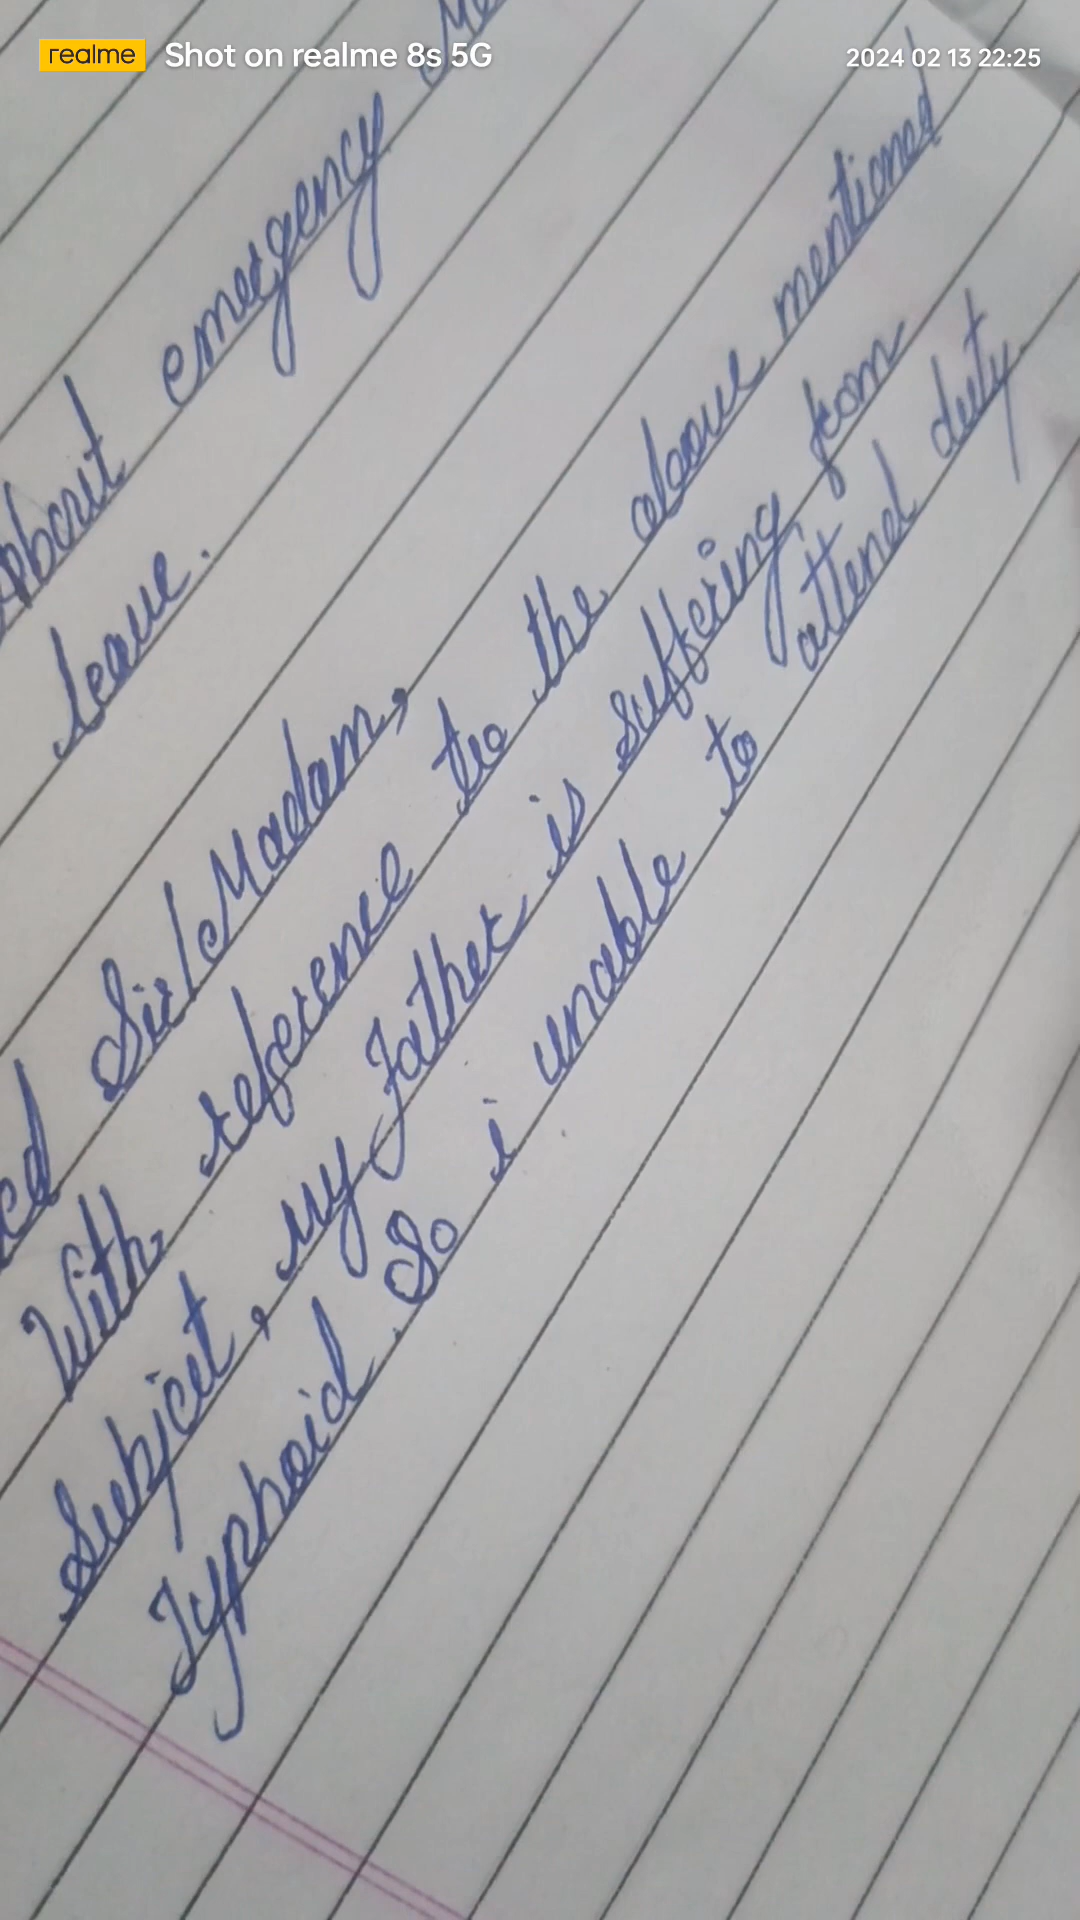 realme Shot on realme 8s 5G
2024 02 13 22:25
About emergency
leave.
Sir/Madam,
With reference to the above mentioned
Subject, my Father is suffering from
Typhoid. So i unable to attend duty